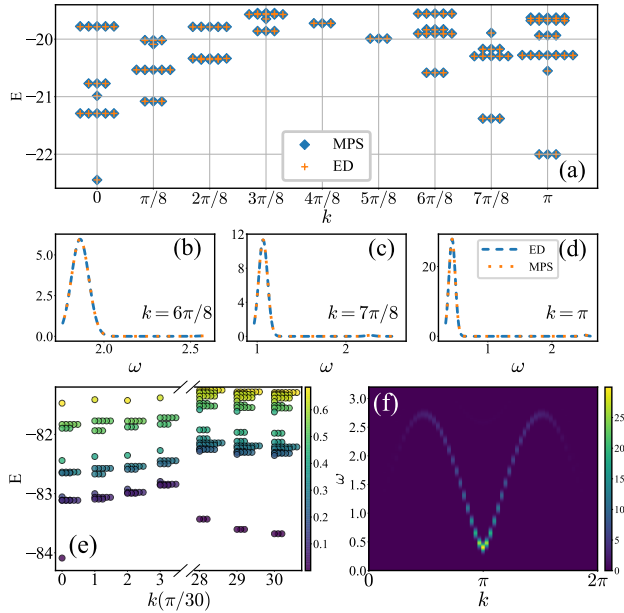 −20
−21
−22
E
MPS
ED
(a)
0 π/8 2π/8 3π/8 4π/8 5π/8 6π/8 7π/8 π
k
5.0
2.5
0.0
(b)
k = 6π/8
2.0 2.5
ω
12
8
4
0
(c)
k = 7π/8
1 2
ω
20
0
(d)
ED
MPS
k = π
1 2
ω
−82
−83
−84
E
(e)
0 1 2 3 28 29 30
k(π/30)
0.6
0.5
0.4
0.3
0.2
0.1
(f)
3.0
2.5
2.0
1.5
1.0
0.5
0.0
ω
0 π 2π
k
25
20
15
10
5
0